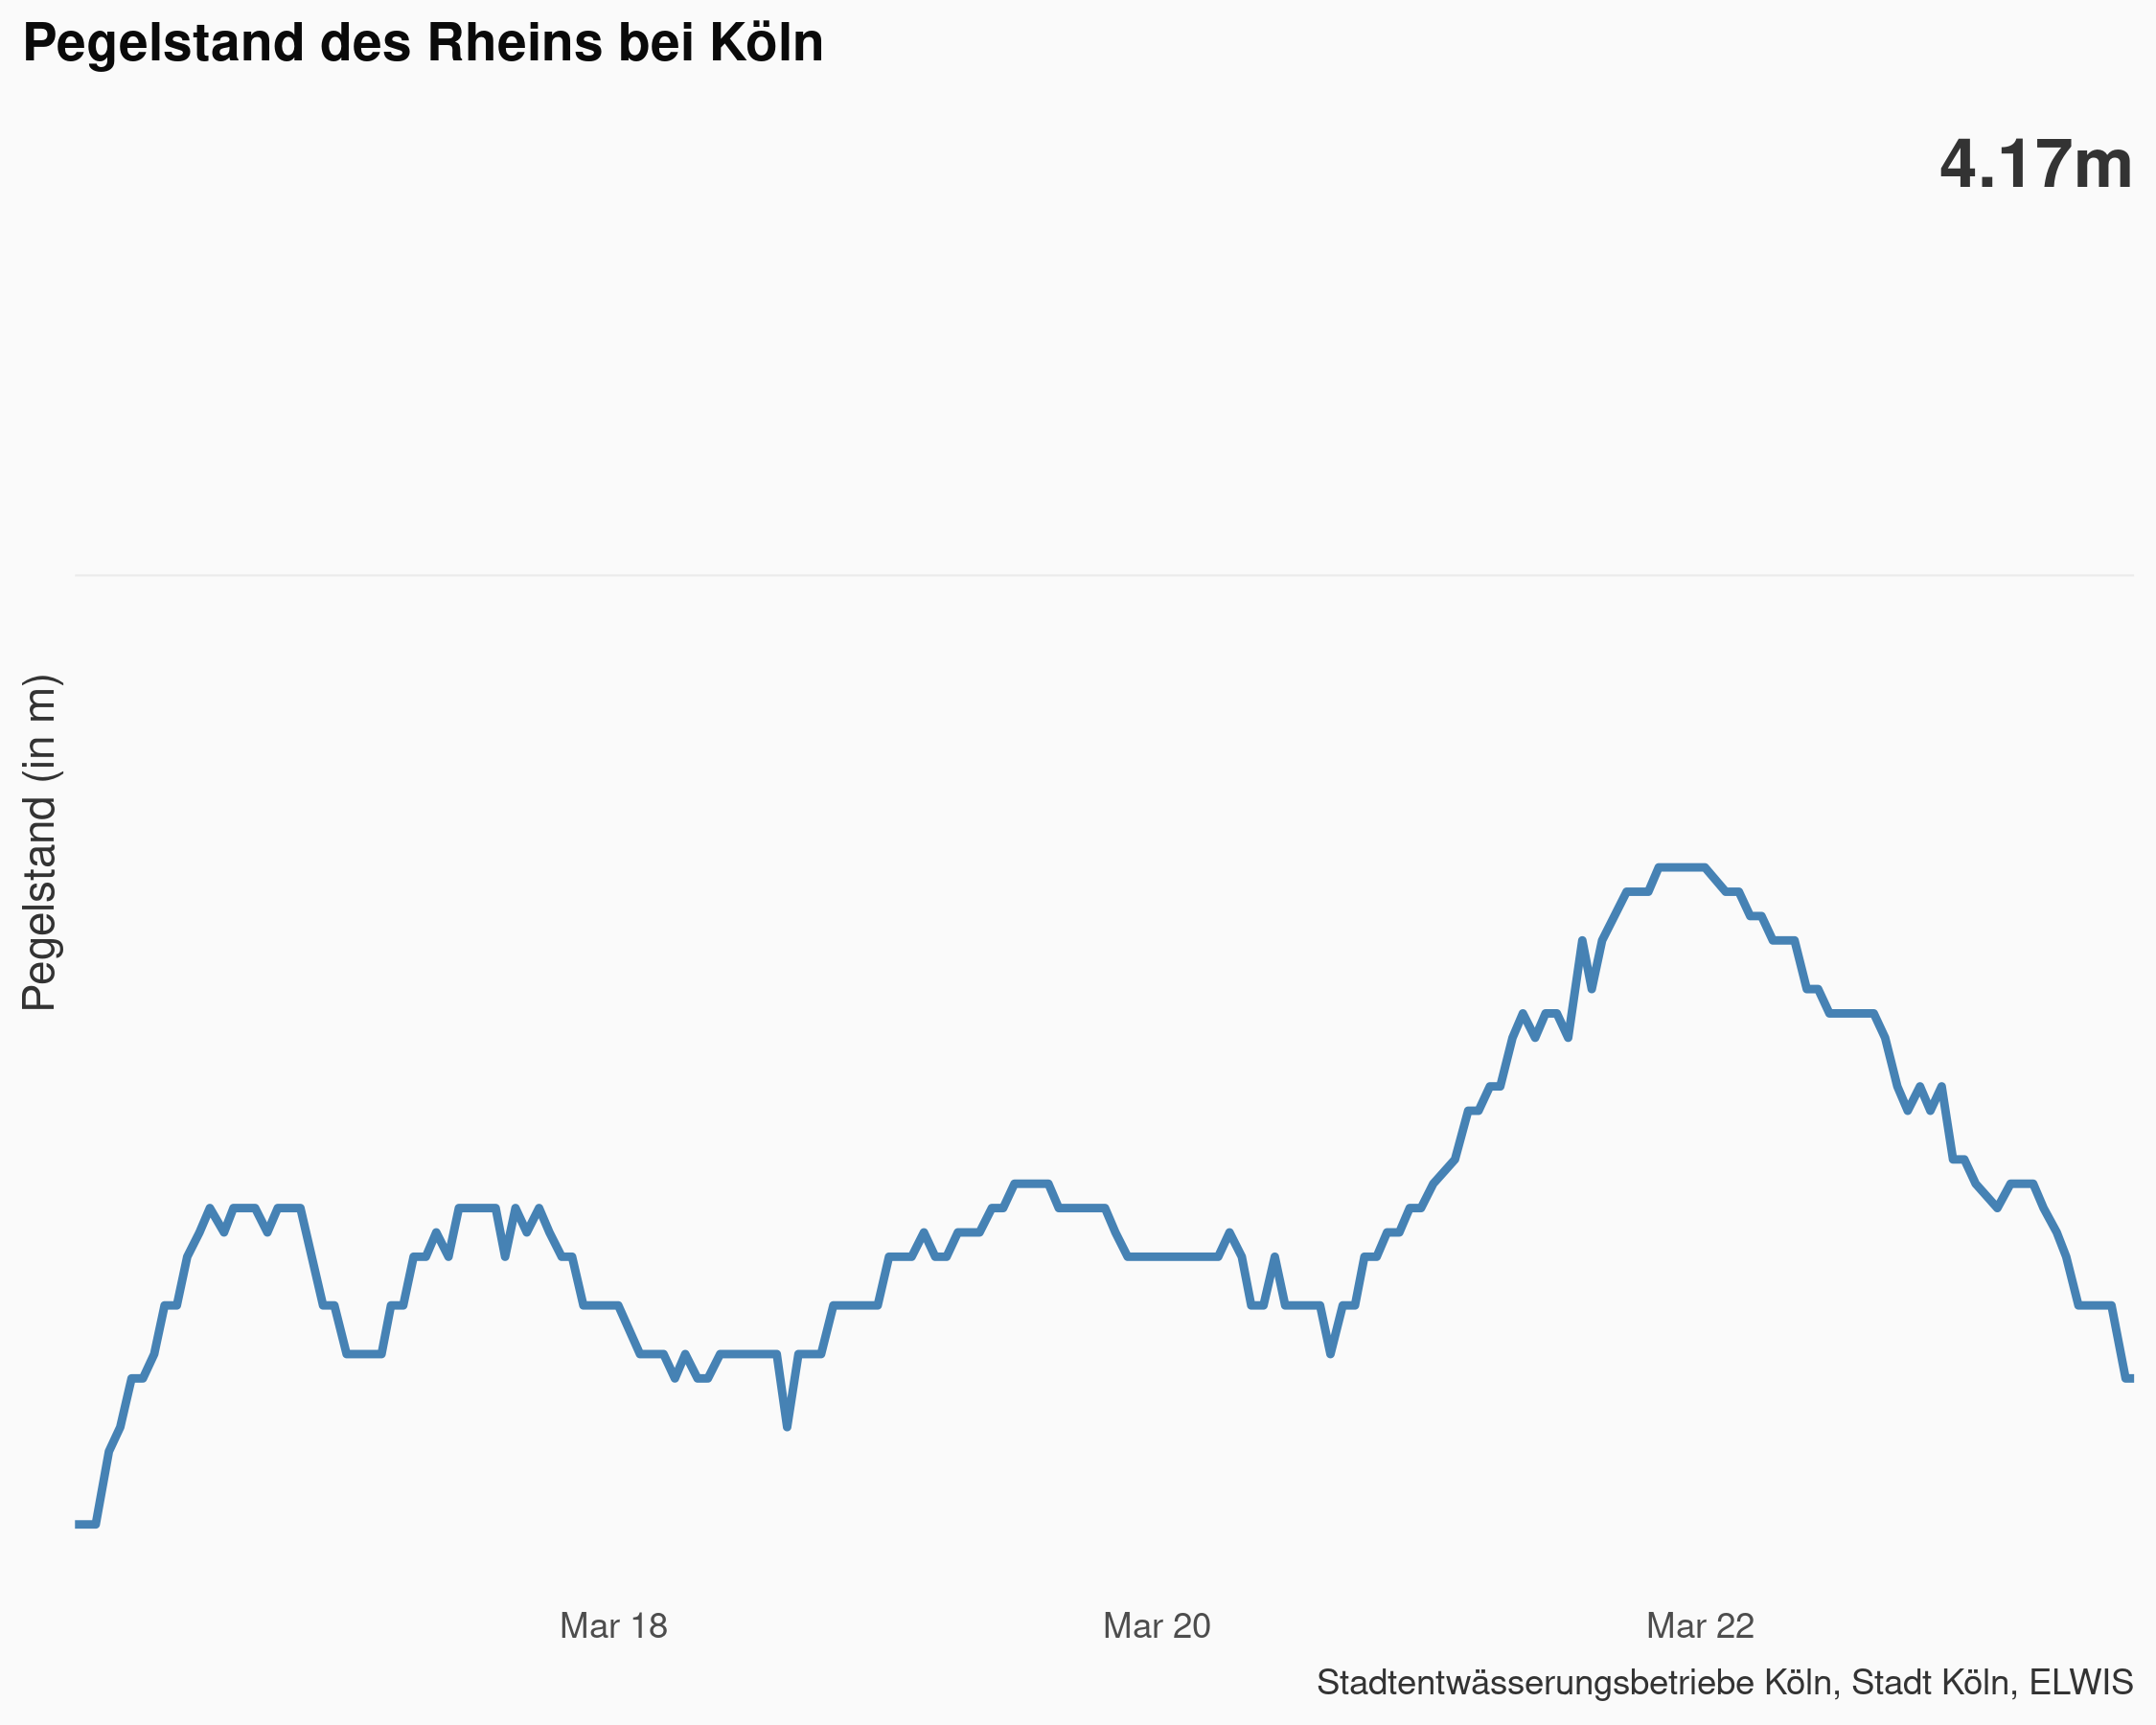 Pegelstand des Rheins bei Köln
4.17m
Pegelstand (in m)
Mar 18
Mar 20
Mar 22
Stadtentwässerungsbetriebe Köln, Stadt Köln, ELWIS